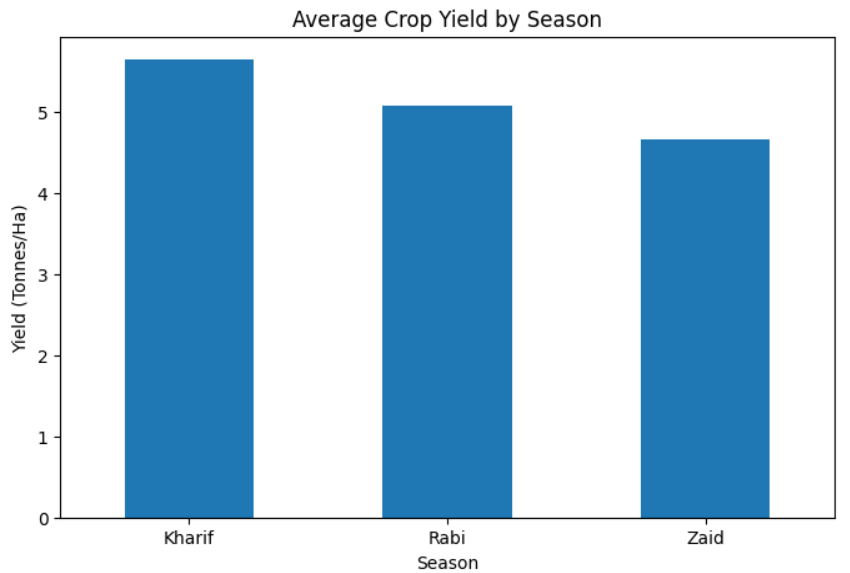 Average Crop Yield by Season
Yield (Tonnes/Ha)
5
4
3
2
1
0
Kharif Rabi Zaid
Season